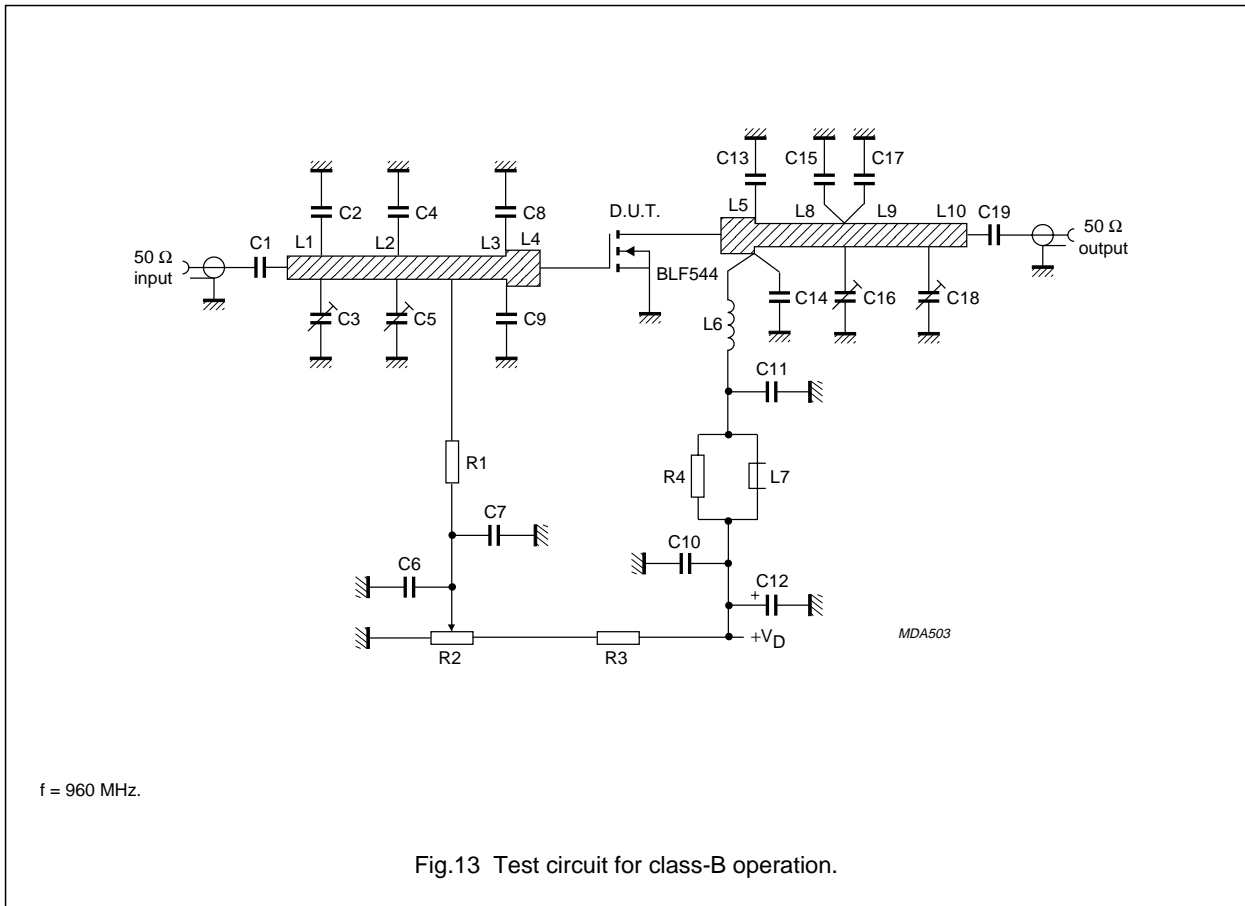 C13 C15 C17
C2 C4 C8 D.U.T. L5 L8 L9 L10 C19
C1 L1 L2 L3 L4
50 Ω
input
50 Ω
output
BLF544
C3 C5 C9 L6 C14 C16 C18
C11
R1 R4 L7
C7
C6 C10
+
C12
R2 R3 +VD
MDA503
f = 960 MHz.
Fig.13 Test circuit for class-B operation.